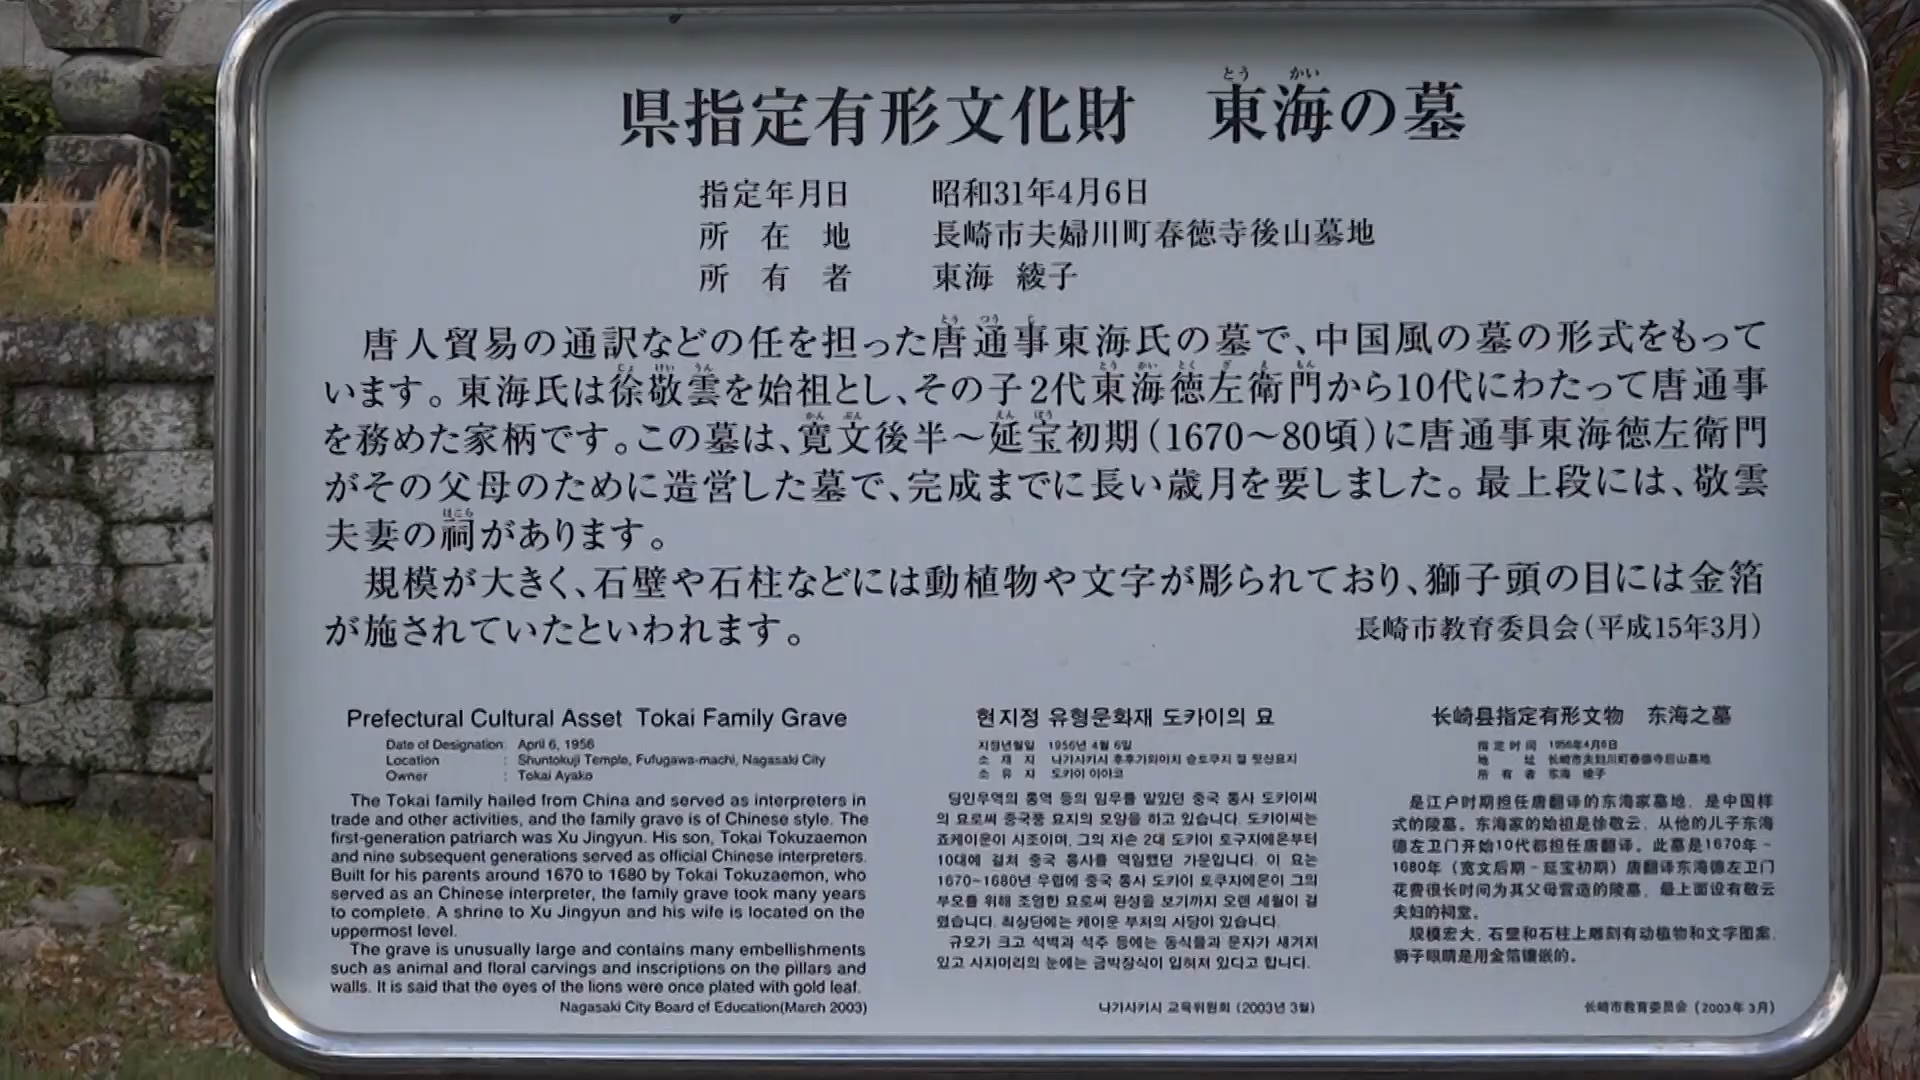 県指定有形文化財　東海の墓
指定年月日　昭和31年4月6日
所在地　長崎市夫婦川町春徳寺後山墓地
所有者　東海 綾子
唐人貿易の通訳などの任を担った唐通事東海氏の墓で、中国風の墓の形式をもって
います。東海氏は徐敬雲を始祖とし、その子2代東海徳左衛門から10代にわたって唐通事
を務めた家柄です。この墓は、寛文後半～延宝初期(1670～80頃)に唐通事東海徳左衛門
がその父母のために造営した墓で、完成までに長い歳月を要しました。最上段には、敬雲
夫妻の祠があります。
規模が大きく、石壁や石柱などには動植物や文字が彫られており、獅子頭の目には金箔
が施されていたといわれます。
長崎市教育委員会(平成15年3月)
Prefectural Cultural Asset Tokai Family Grave
Date of Designation : April 6, 1956
Location : Shuntokuji Temple, Fufugawa-machi, Nagasaki City
Owner : Tokai Ayako
The Tokai family hailed from China and served as interpreters in
trade and other activities, and the family grave is of Chinese style. The
first-generation patriarch was Xu Jingyun. His son, Tokai Tokuzaemon
and nine subsequent generations served as official Chinese interpreters.
Built for his parents around 1670 to 1680 by Tokai Tokuzaemon, who
served as an Chinese interpreter, the family grave took many years
to complete. A shrine to Xu Jingyun and his wife is located on the
uppermost level.
The grave is unusually large and contains many embellishments
such as animal and floral carvings and inscriptions on the pillars and
walls. It is said that the eyes of the lions were once plated with gold leaf.
Nagasaki City Board of Education(March 2003)
현지정 유형문화재 도카이의 묘
지정년월일 1956년 4월 6일
소재지 나가사키시 후후가와마치 슌토쿠지 절 뒷산묘지
소유지 도카이 아야코
당인무역의 통역 등의 임무를 맡았던 중국 통사 도카이씨
의 묘로써 중국풍 묘지의 모양을 하고 있습니다. 도카이씨는
죠케이운이 시조이며, 그의 자손 2대 도카이 토쿠자에몬부터
10대에 걸쳐 중국 통사를 역임했던 가문입니다. 이 묘는
1670~1680년 무렵에 중국 통사 도카이 토쿠자에몬이 그의
부모를 위해 조영한 묘로써 완성을 보기까지 오랜 세월이 걸
렸습니다. 최상단에는 케이운 부처의 사당이 있습니다.
규모가 크고 석벽과 석주 등에는 동식물과 문자가 새기져
있고 사자머리의 눈에는 금박장식이 입혀져 있다고 합니다.
나가사키시 교육위원회 (2003년 3월)
长崎县指定有形文物　东海之墓
指定时间 1956年4月6日
地址 长崎市夫妇川町春德寺后山墓地
所有者 东海 绫子
是江户时期担任唐翻译的东海家墓地，是中国样
式的陵墓。东海家的始祖是徐敬云，从他的儿子东海
德左卫门开始10代都担任唐翻译。此墓是1670年～
1680年（宽文后期－延宝初期）唐翻译东海德左卫门
花费很长时间为其父母营造的陵墓，最上面设有敬云
夫妇的祠堂。
规模宏大，石壁和石柱上雕刻有动植物和文字图案，
狮子眼睛是用金箔镶嵌的。
长崎市教育委员会 (2003年3月)